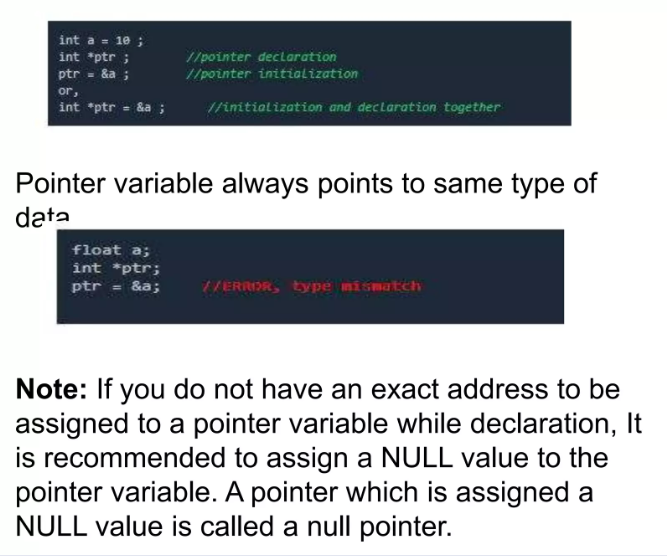 int a = 10 ;
int *ptr ; //pointer declaration
ptr = &a ; //pointer initialization
or,
int *ptr = &a ; //initialization and declaration together
Pointer variable always points to same type of
data
float a;
int *ptr;
ptr = &a; //ERROR, type mismatch
Note: If you do not have an exact address to be
assigned to a pointer variable while declaration, It
is recommended to assign a NULL value to the
pointer variable. A pointer which is assigned a
NULL value is called a null pointer.